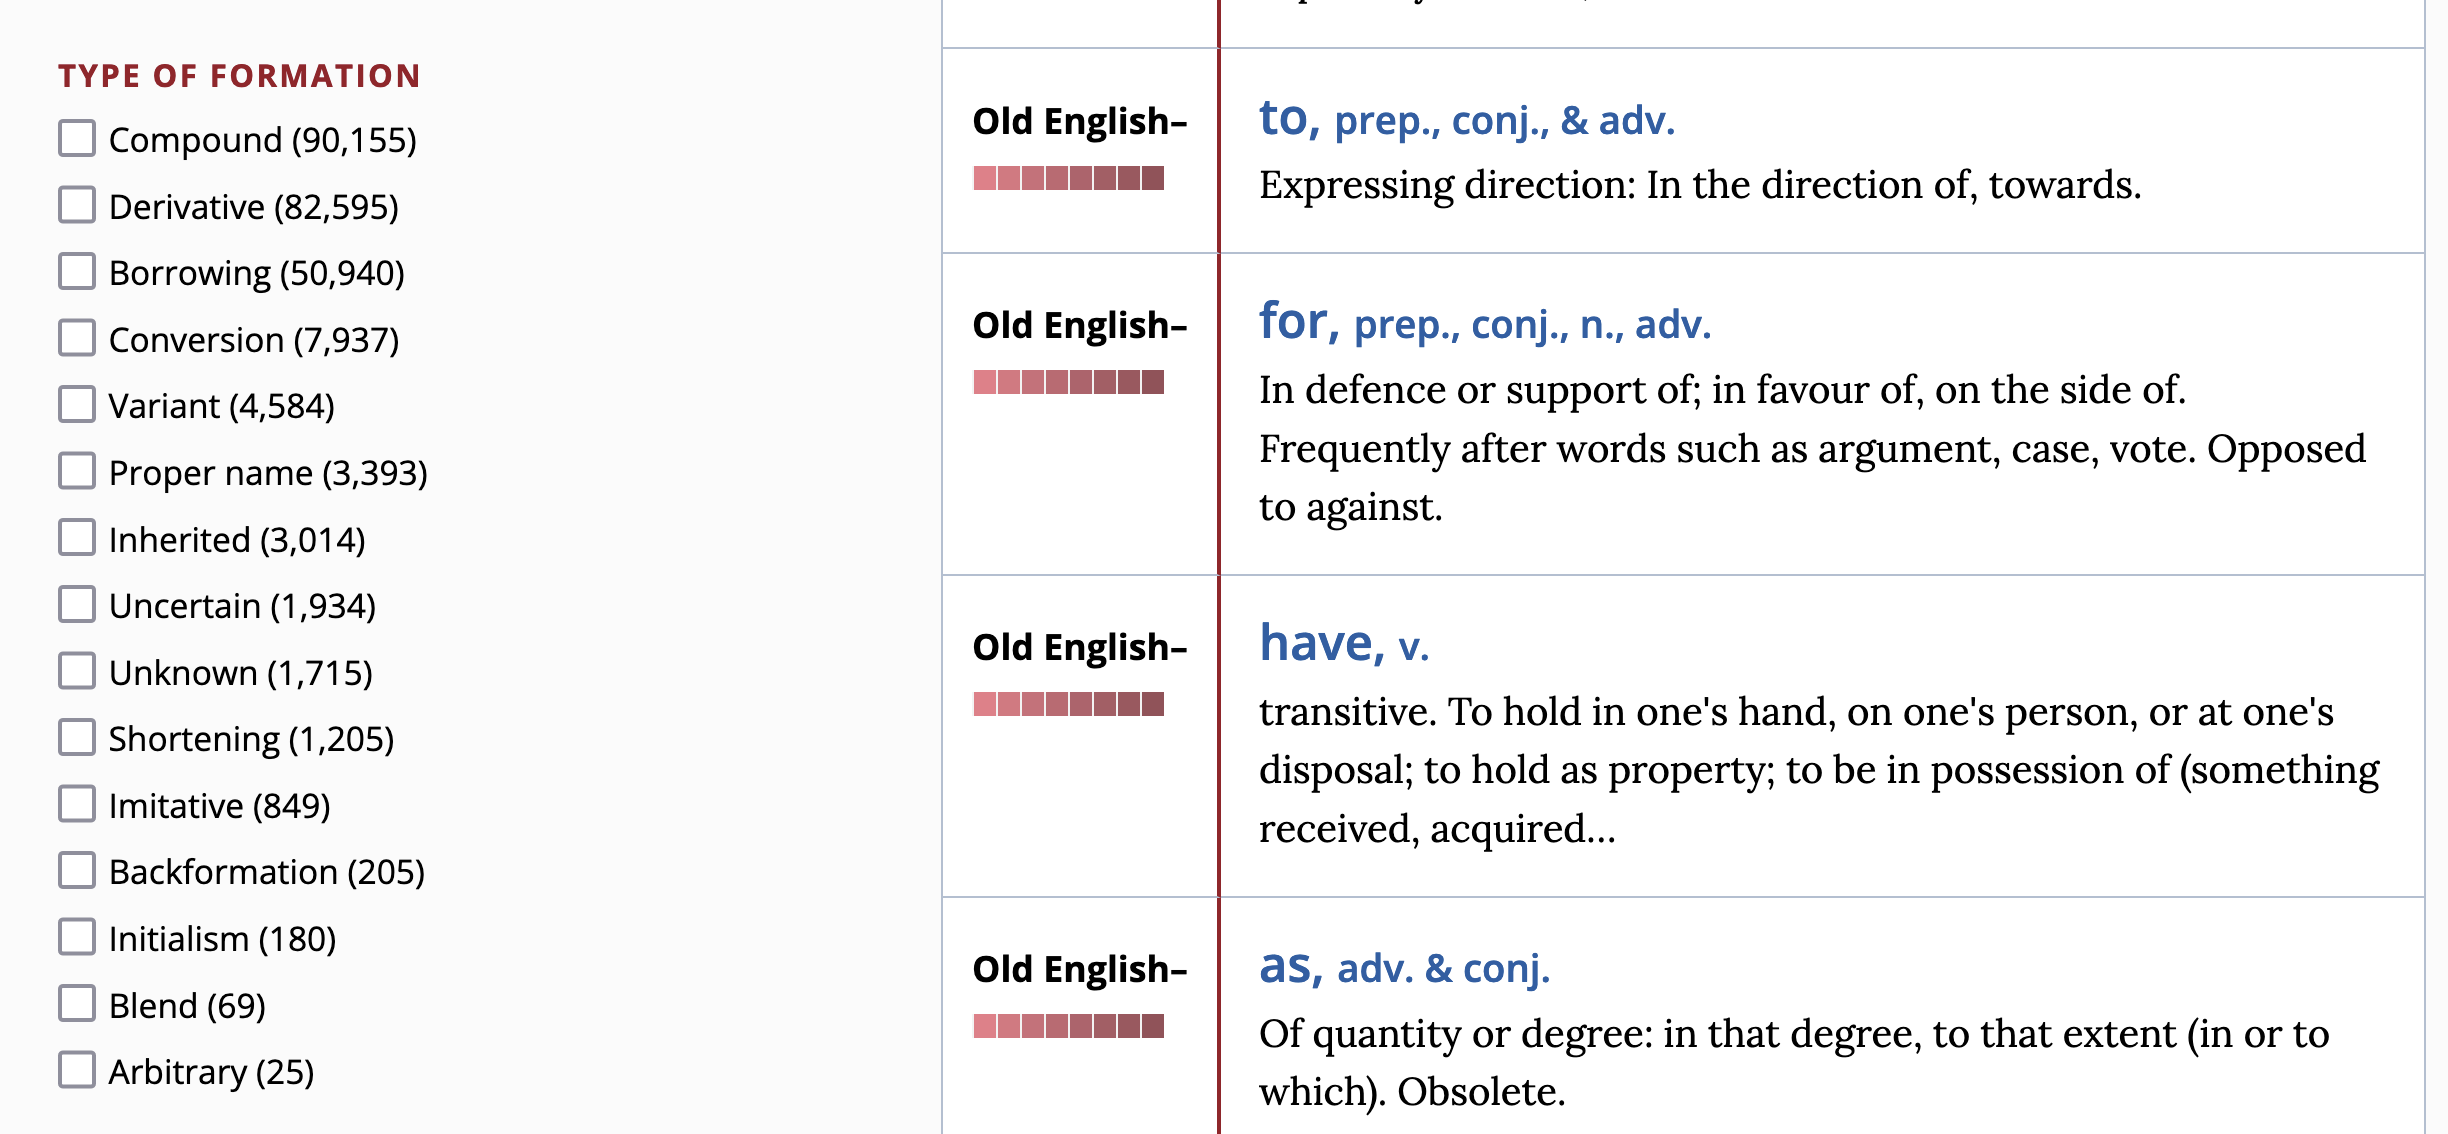 TYPE OF FORMATION
Compound (90,155)
Derivative (82,595)
Borrowing (50,940)
Conversion (7,937)
Variant (4,584)
Proper name (3,393)
Inherited (3,014)
Uncertain (1,934)
Unknown (1,715)
Shortening (1,205)
Imitative (849)
Backformation (205)
Initialism (180)
Blend (69)
Arbitrary (25)
Old English–
to, prep., conj., & adv.
Expressing direction: In the direction of, towards.
Old English–
for, prep., conj., n., adv.
In defence or support of; in favour of, on the side of.
Frequently after words such as argument, case, vote. Opposed
to against.
Old English–
have, v.
transitive. To hold in one's hand, on one's person, or at one's
disposal; to hold as property; to be in possession of (something
received, acquired...
Old English–
as, adv. & conj.
Of quantity or degree: in that degree, to that extent (in or to
which). Obsolete.